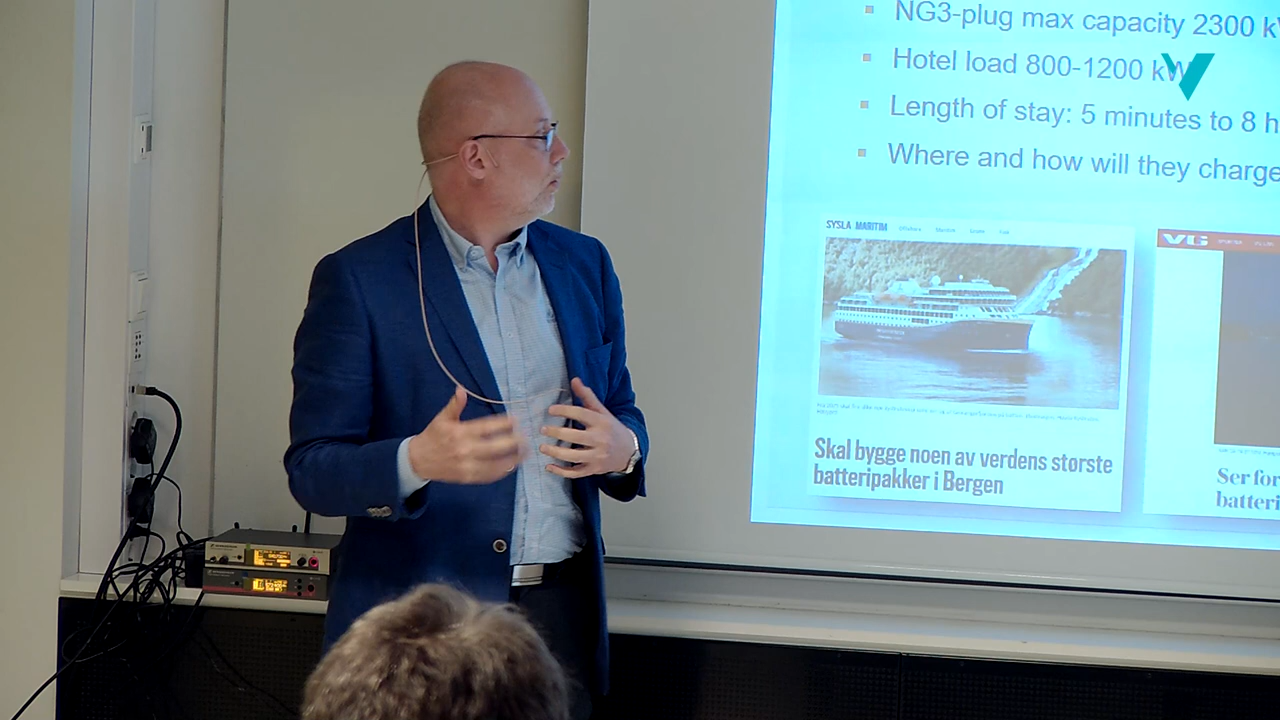 NG3-plug max capacity 2300 k
Hotel load 800-1200 kW
Length of stay: 5 minutes to 8 h
Where and how will they charge
SYSLA MARITIM
VG
Skal bygge noen av verdens største
batteripakker i Bergen
Ser for
batteri